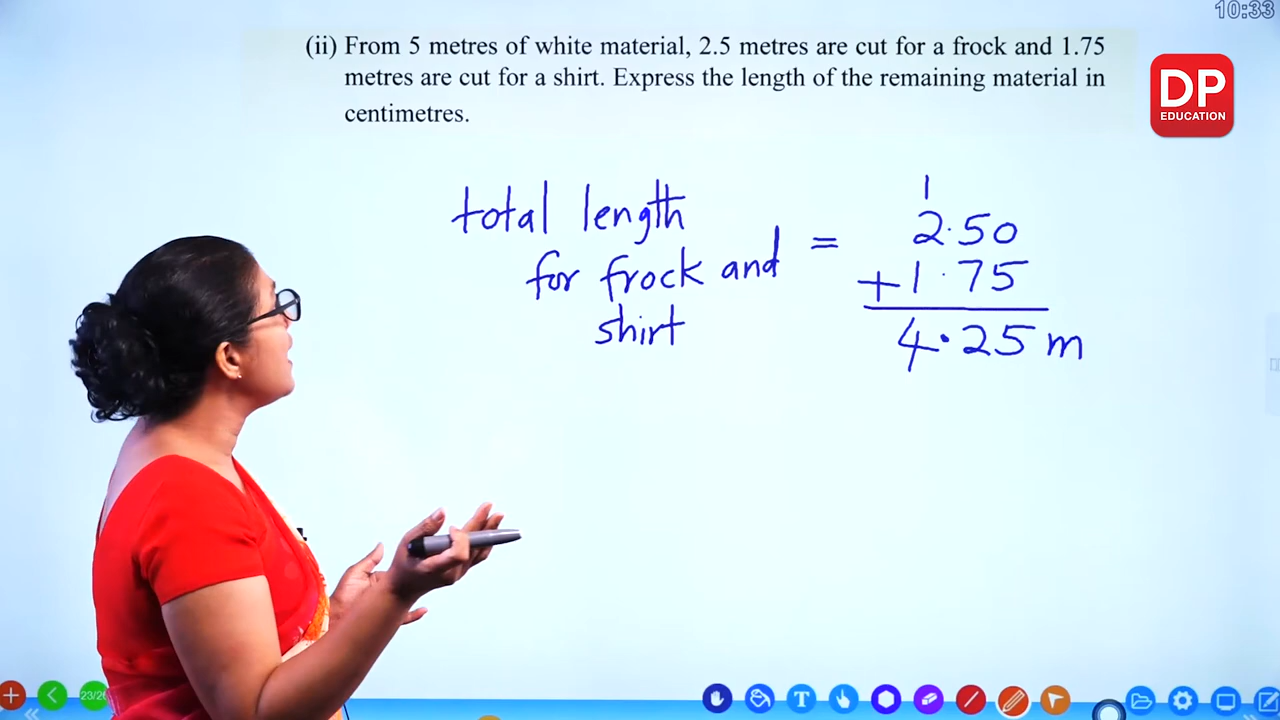 10:33
(ii) From 5 metres of white material, 2.5 metres are cut for a frock and 1.75
metres are cut for a shirt. Express the length of the remaining material in
centimetres.
DP
EDUCATION
total length
for frock and
shirt
=
1
2.50
+1.75
4.25 m
T